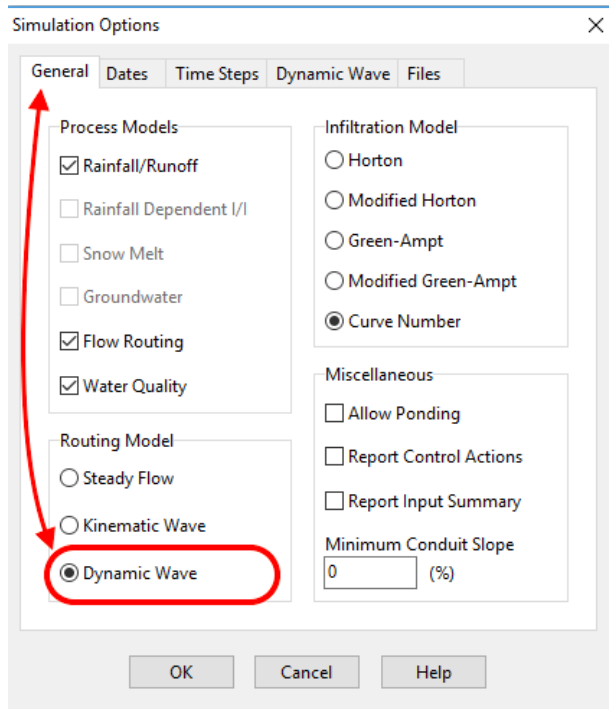 Simulation Options
General Dates Time Steps Dynamic Wave Files
Process Models
Rainfall/Runoff
Rainfall Dependent I/I
Snow Melt
Groundwater
Flow Routing
Water Quality
Routing Model
Steady Flow
Kinematic Wave
Dynamic Wave
Infiltration Model
Horton
Modified Horton
Green-Ampt
Modified Green-Ampt
Curve Number
Miscellaneous
Allow Ponding
Report Control Actions
Report Input Summary
Minimum Conduit Slope
0 (%)
OK Cancel Help